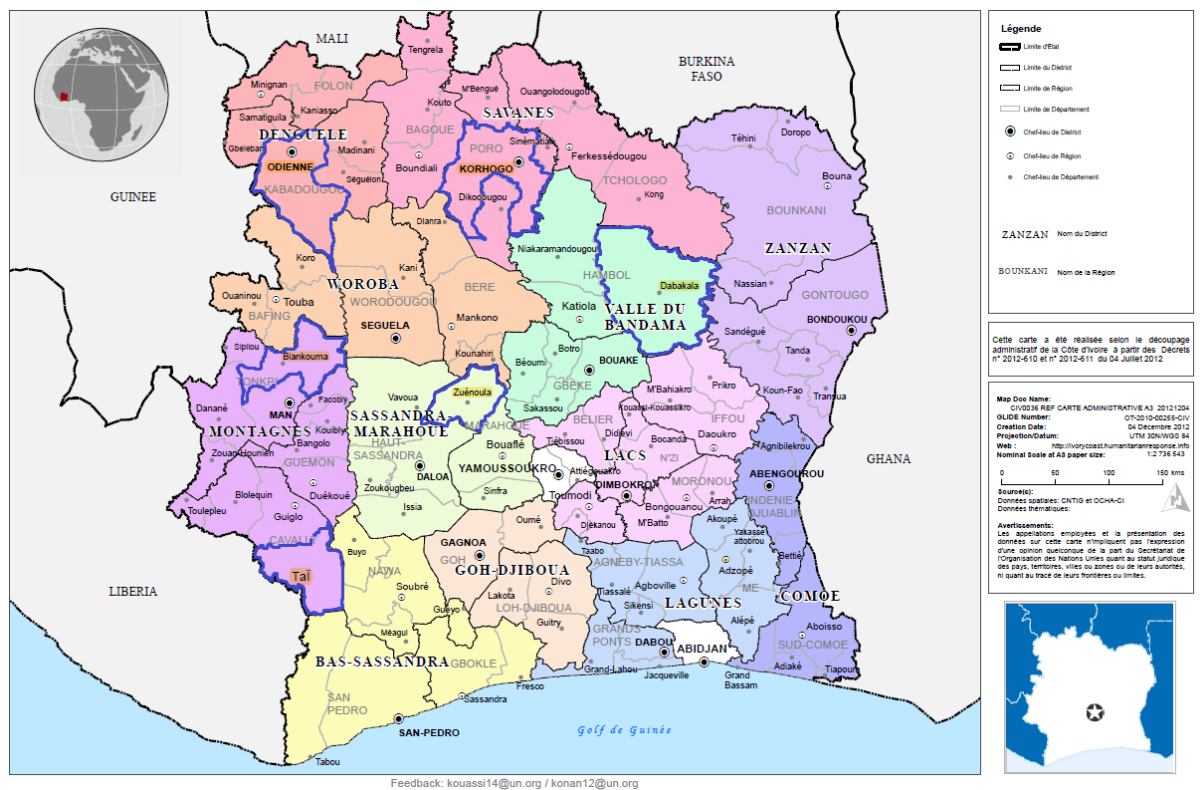 MALI
BURKINA
FASO
GUINEE
LIBERIA
GHANA
Golf de Guinée
Tengrela
Minignan
FOLON
M'Bengué
Ouangolodougou
Kaniasso
Kouto
Samatiguila
SAVANES
BAGOUE
DENGUELE
Gbeleban
Madinani
PORO
Sinématiali
Ferkessédougou
ODIENNE
Boundiali
KORHOGO
Séguélon
KABADOUGOU
TCHOLOGO
Dikodougou
Kong
Téhini
Doropo
Bouna
BOUNKANI
ZANZAN
Dianra
Niakaramandougou
Koro
Kani
HAMBOL
WOROBA
BERE
Dabakala
Nassian
GONTOUGO
Ouaninou
Touba
WORODOUGOU
BAFING
Katiola
VALLE DU
BANDAMA
Mankono
SEGUELA
BONDOUKOU
Sandégué
Sipilou
Biankouma
Kounahiri
Botro
BOUAKE
Béoumi
Tanda
TONKPI
GBEKE
Prikro
M'Bahiakro
Koun-Fao
Transua
Facobly
Vavoua
Zuénoula
Danané
MAN
Sakassou
Kouassi-Kouassikro
SASSANDRA
MARAHOUE
MARAHOUE
BELIER
IFFOU
MONTAGNES
Kouibly
Didiévi
Daoukro
Bangolo
HAUT-
SASSANDRA
Bouaflé
Tiébissou
Bocanda
Agnibilekrou
Zouan-Hounien
GUEMON
LACS
N'ZI
YAMOUSSOUKRO
DALOA
Attiégouakro
ABENGOUROU
MORONOU
DIMBOKRO
Zoukougbeu
Sinfra
Toumodi
Arrah
INDENIE
DJUABLIN
Blolequin
Duékoué
Issia
Bongouanou
Toulepleu
Guiglo
Djékanou
M'Batto
Akoupé
Oumé
Yakasse
attobrou
CAVALLY
Buyo
GAGNOA
Taabo
Bettié
GOH
AGNEBY-TIASSA
Adzopé
NAWA
GOH-DJIBOUA
Taï
Soubré
Divo
Agboville
ME
Lakota
Tiassalé
COMOE
Guéyo
LOH-DJIBOUA
Sikensi
LAGUNES
Alépé
Guitry
GRANDS
PONTS
Aboisso
Méagui
DABOU
ABIDJAN
SUD-COMOE
BAS-SASSANDRA
GBOKLE
Grand-Lahou
Jacqueville
Grand
Bassam
Adiaké
Tiapoum
Fresco
SAN
PEDRO
Sassandra
SAN-PEDRO
Tabou
Légende
Limite d'Etat
Limite du District
Limite de Région
Limite de Département
Chef-lieu de District
Chef-lieu de Région
Chef-lieu de Département
ZANZAN Nom du District
BOUNKANI Nom de la Région
Cette carte a été réalisée selon le découpage
administratif de la Côte d'Ivoire à partir des Décrets
n° 2012-610 et n° 2012-611 du 04 Juillet 2012
Map Doc Name:
CIV0036 REF CARTE ADMINISTRATIVE A3 20121204
GLIDE Number: OT-2010-00255-CIV
Creation Date: 04 Décembre 2012
Projection/Datum: UTM 30N/WGS 84
Web : http://ivorycoast.humanitarianresponse.info
Nominal Scale at A3 paper size: 1:2 736 543
0 50 100 150 kms
Source(s):
Données spatiales: CNTIG et OCHA-CI
Données thématiques:
Avertissements:
Les appellations employées et la présentation des
données sur cette carte n'impliquent pas l'expression
d'une opinion quelconque de la part du Secrétariat de
l'Organisation des Nations Unies quant au statut juridique
des pays, territoires, villes ou zones ou de leurs autorités,
ni quant au tracé de leurs frontières ou limites.
Feedback: kouassi14@un.org / konan12@un.org